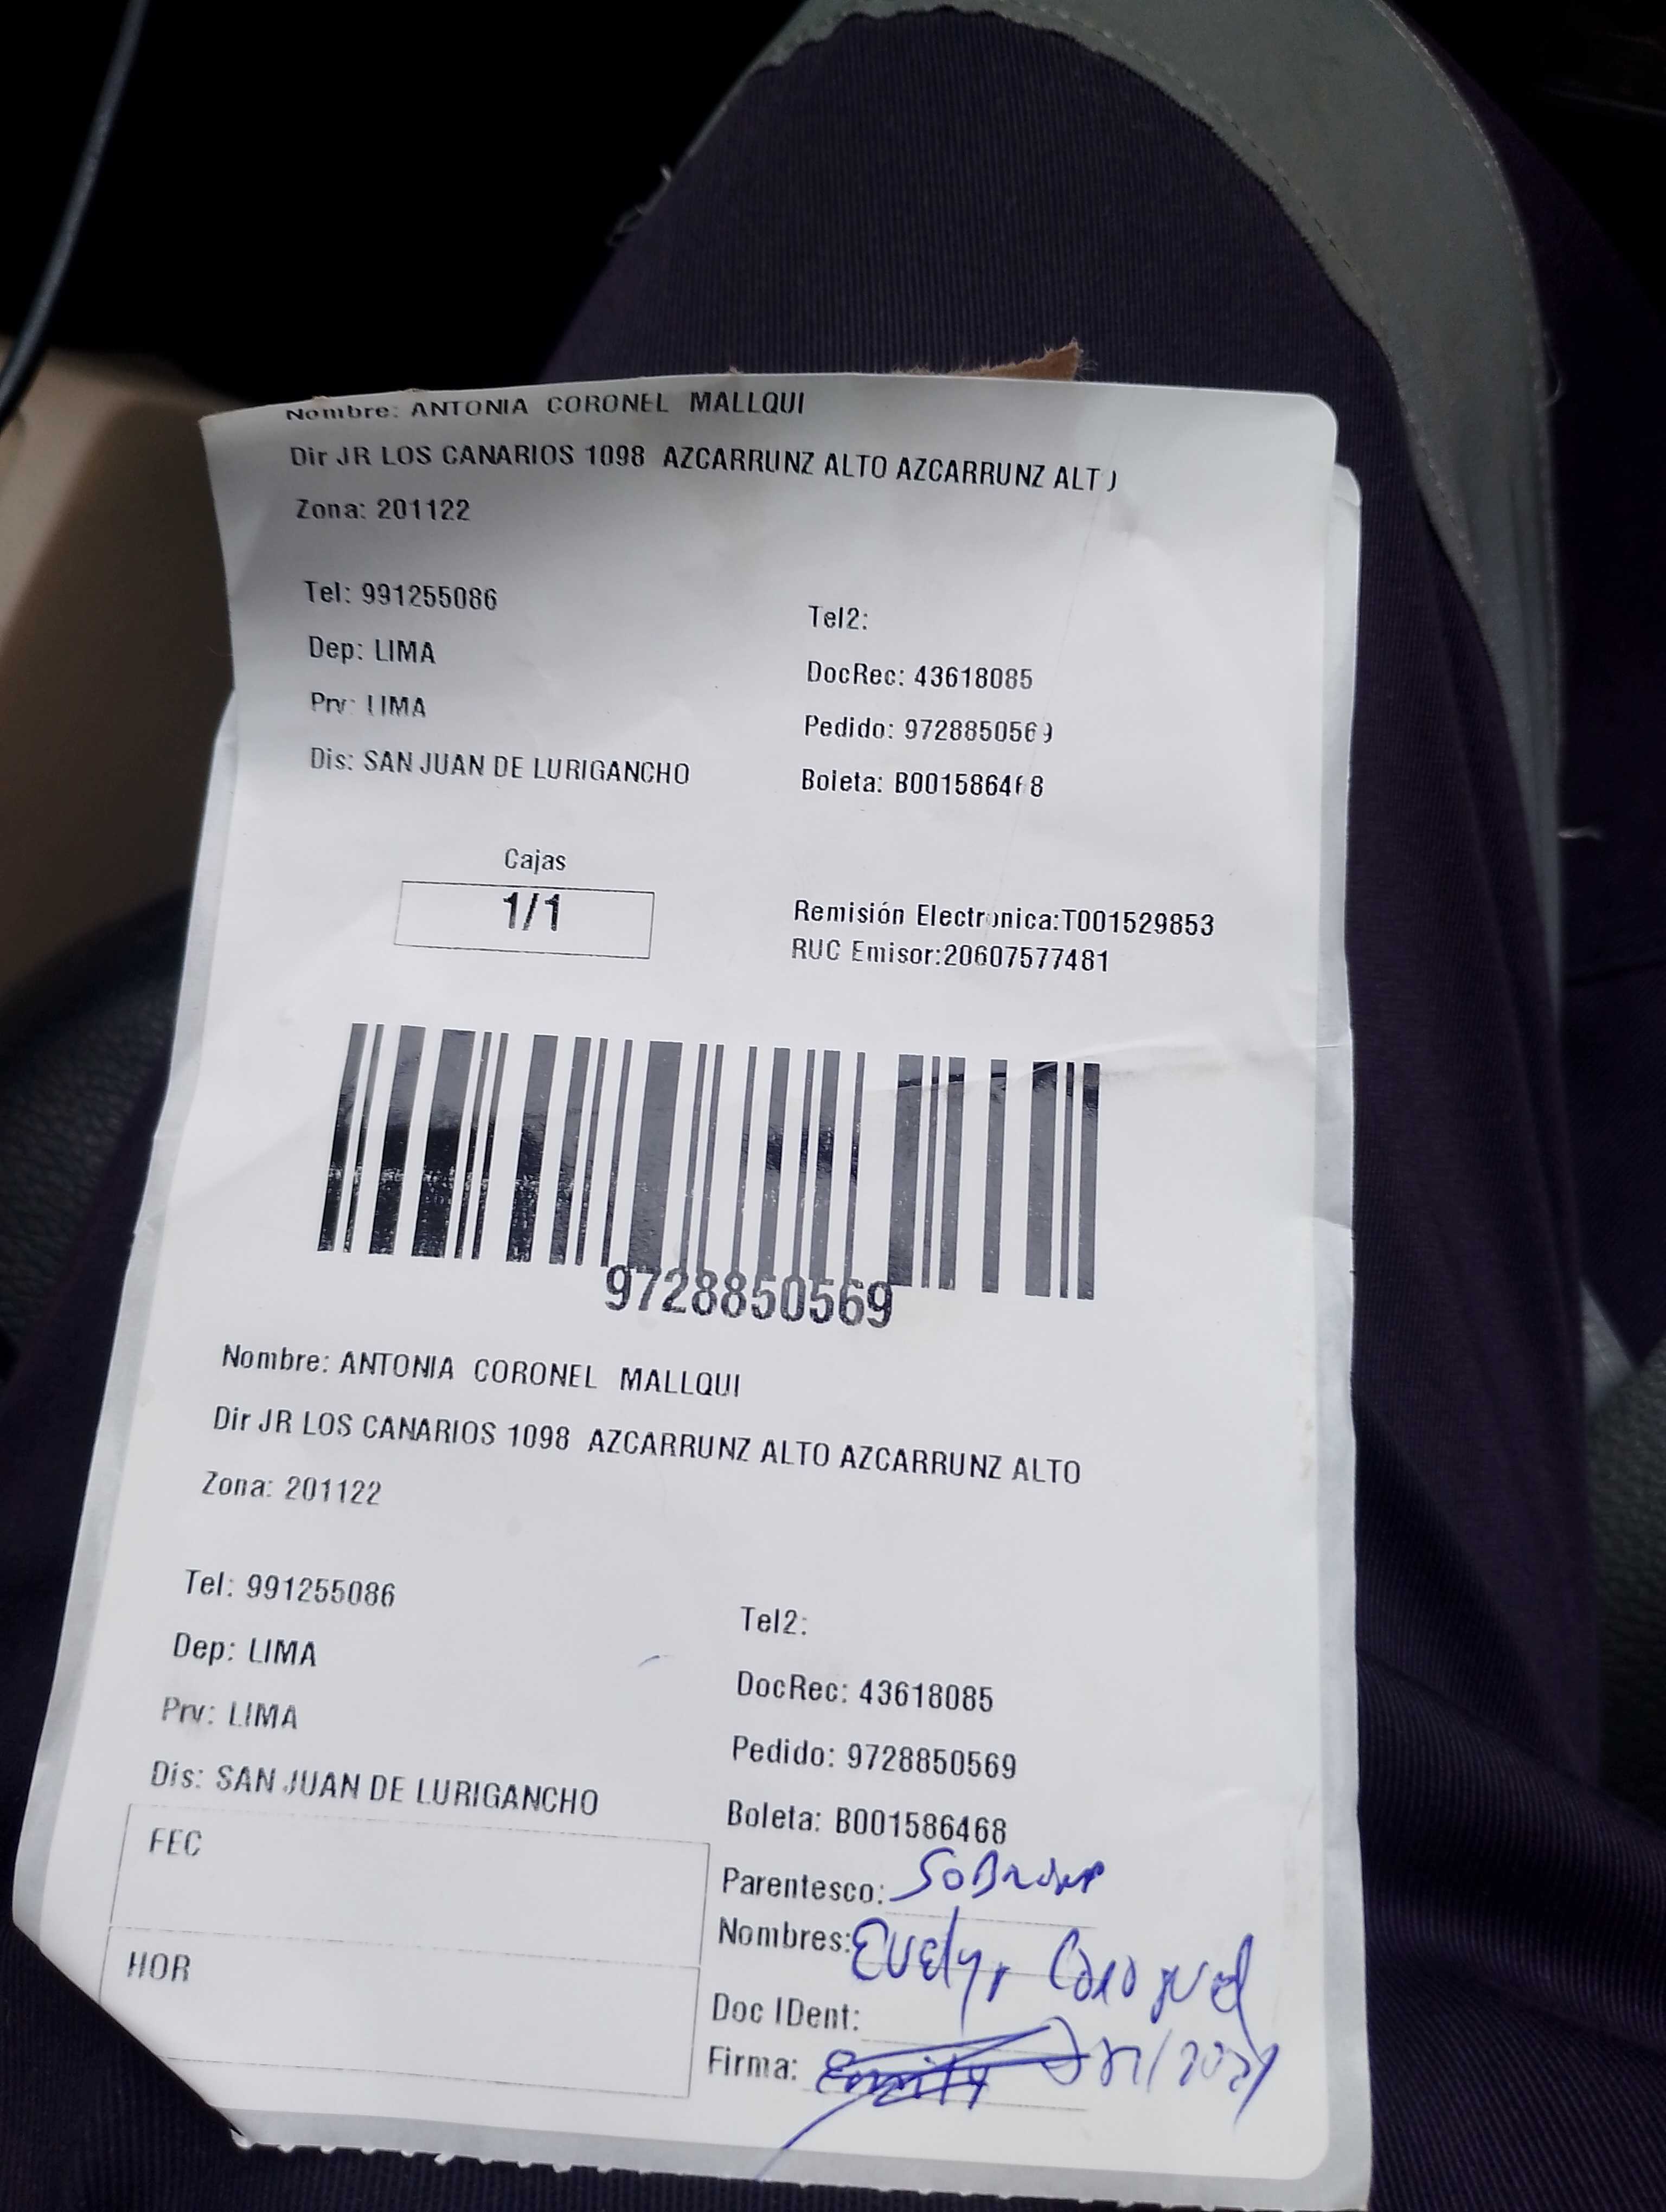 Nombre: ANTONIA CORONEL MALLQUI
Dir JR LOS CANARIOS 1098 AZCARRUNZ ALTO AZCARRUNZ ALTO
Zona: 201122
Tel: 991255086
Tel2:
Dep: LIMA
DocRec: 43618085
Prv: LIMA
Pedido: 9728850569
Dis: SAN JUAN DE LURIGANCHO
Boleta: B001586468
Cajas
1/1
Remisión Electronica:T001529853
RUC Emisor:20607577481
9728850569
Nombre: ANTONIA CORONEL MALLQUI
Dir JR LOS CANARIOS 1098 AZCARRUNZ ALTO AZCARRUNZ ALTO
Zona: 201122
Tel: 991255086
Tel2:
Dep: LIMA
DocRec: 43618085
Prv: LIMA
Pedido: 9728850569
Dis: SAN JUAN DE LURIGANCHO
Boleta: B001586468
FEC
HOR
Parentesco:
Nombres: Evelyn Coronel
Doc IDent:
Firma: